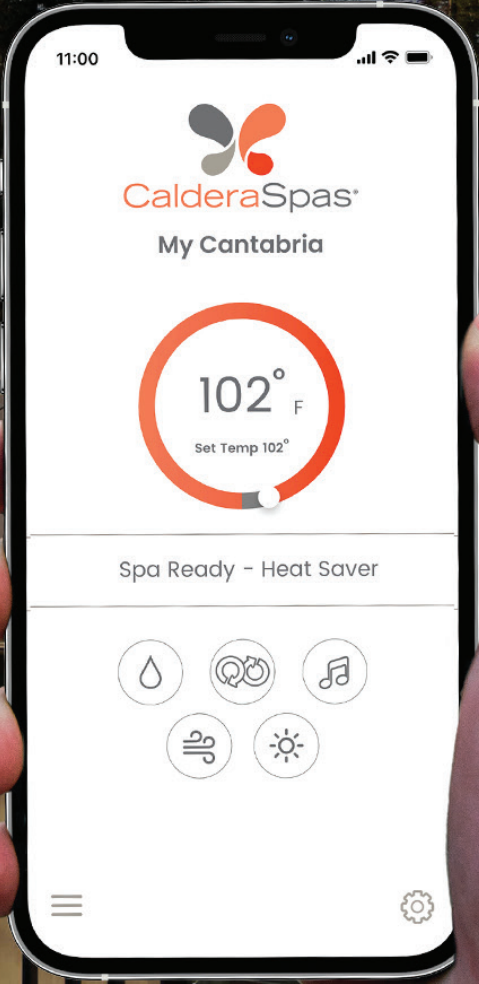 11:00
CalderaSpas®
My Cantabria
102° F
Set Temp 102°
Spa Ready - Heat Saver